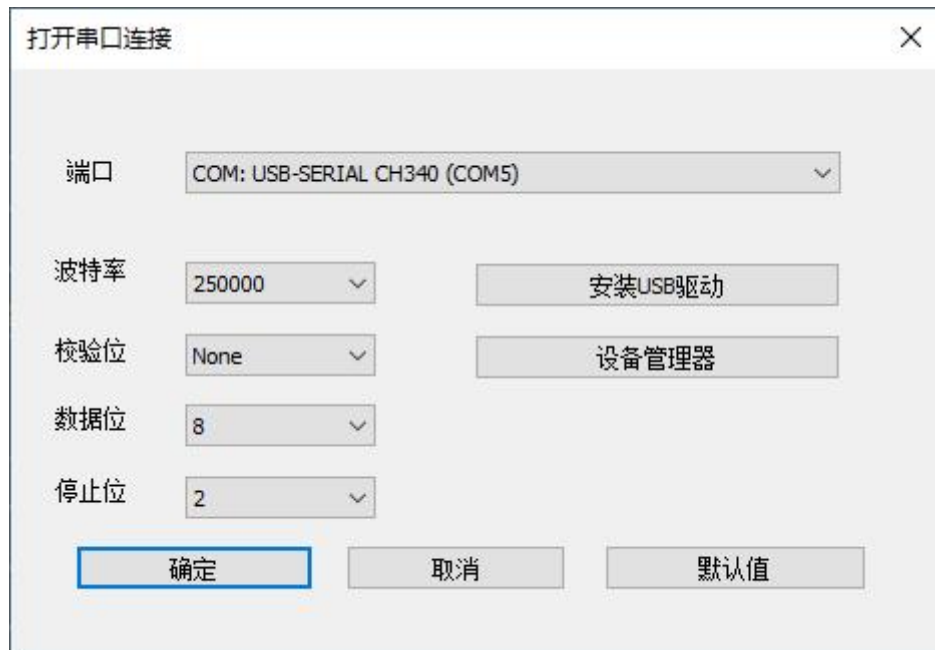 打开串口连接
端口 COM: USB-SERIAL CH340 (COM5)
波特率 250000 安装USB驱动
校验位 None 设备管理器
数据位 8
停止位 2
确定 取消 默认值